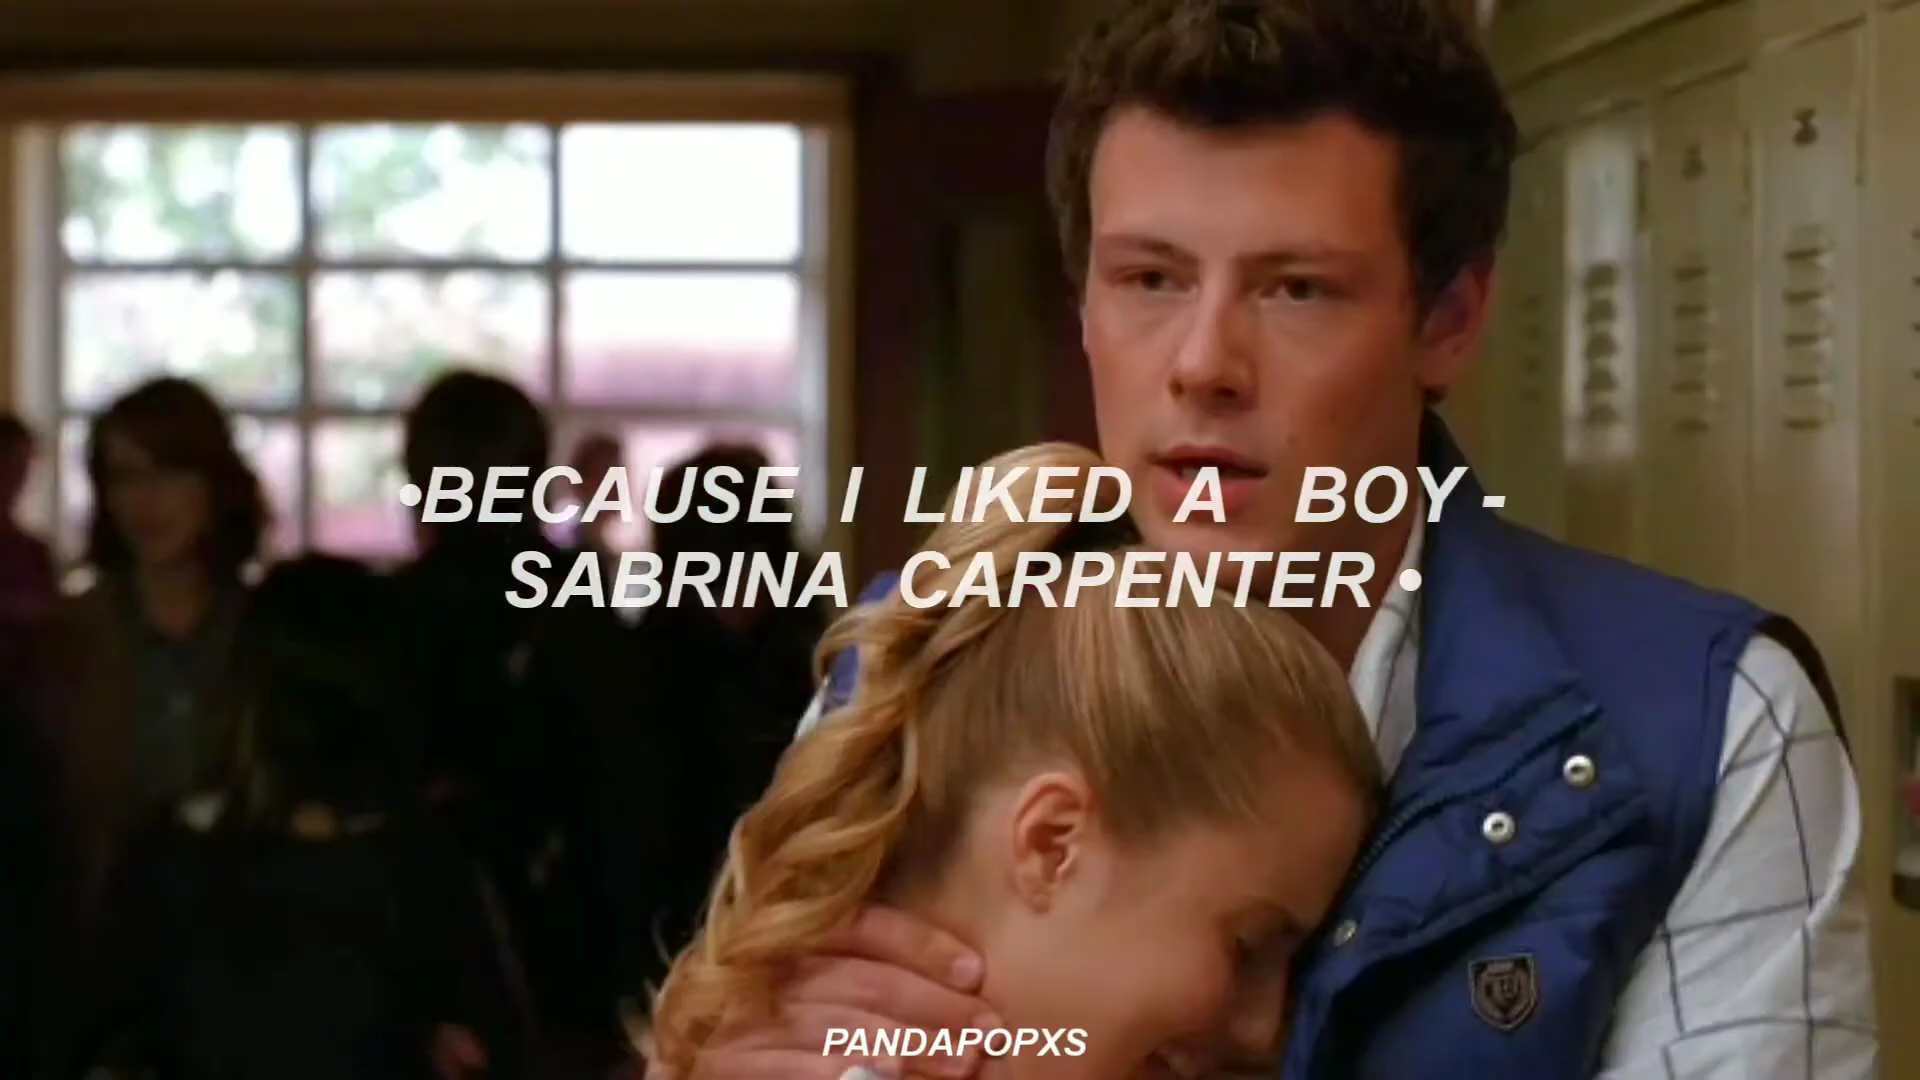 •BECAUSE I LIKED A BOY-
SABRINA CARPENTER•
PANDAPOPXS